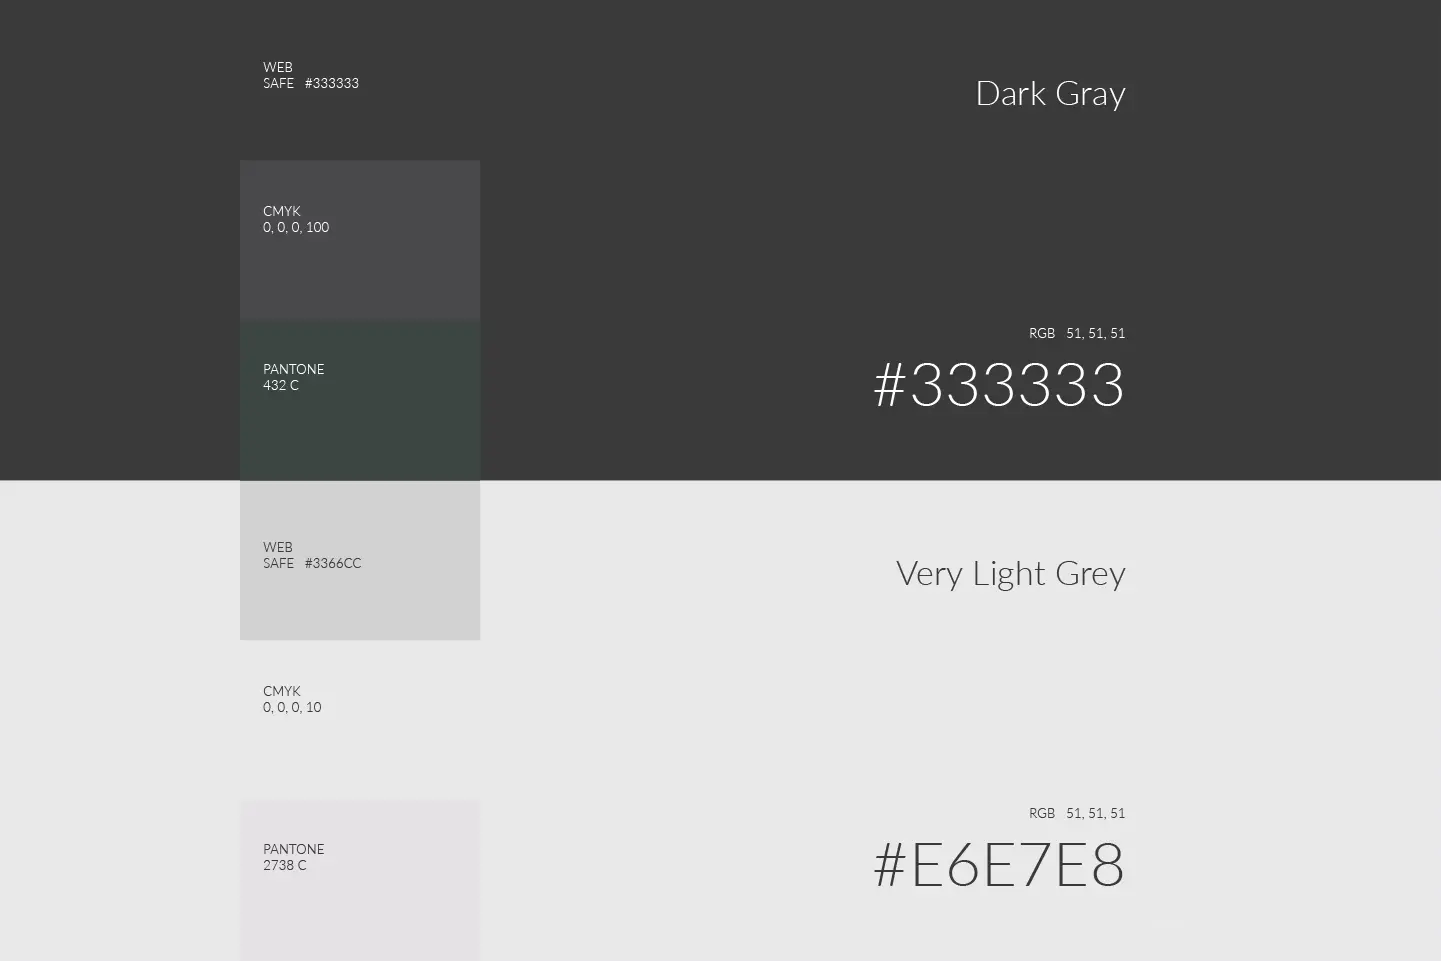 WEB
SAFE #333333
Dark Gray
CMYK
0, 0, 0, 100
RGB 51, 51, 51
PANTONE
432 C
#333333
WEB
SAFE #3366CC
Very Light Grey
CMYK
0, 0, 0, 10
RGB 51, 51, 51
PANTONE
2738 C
#E6E7E8